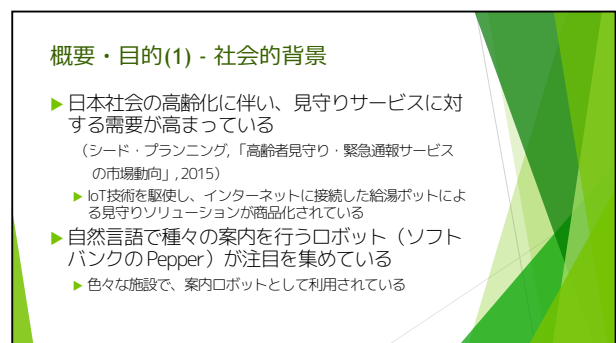 概要・目的(1) - 社会的背景
日本社会の高齢化に伴い、見守りサービスに対
する需要が高まっている
（シード・プランニング,「高齢者見守り・緊急通報サービス
の市場動向」, 2015）
IoT技術を駆使し、インターネットに接続した給湯ポットによ
る見守りソリューションが商品化されている
自然言語で種々の案内を行うロボット（ソフト
バンクの Pepper）が注目を集めている
色々な施設で、案内ロボットとして利用されている